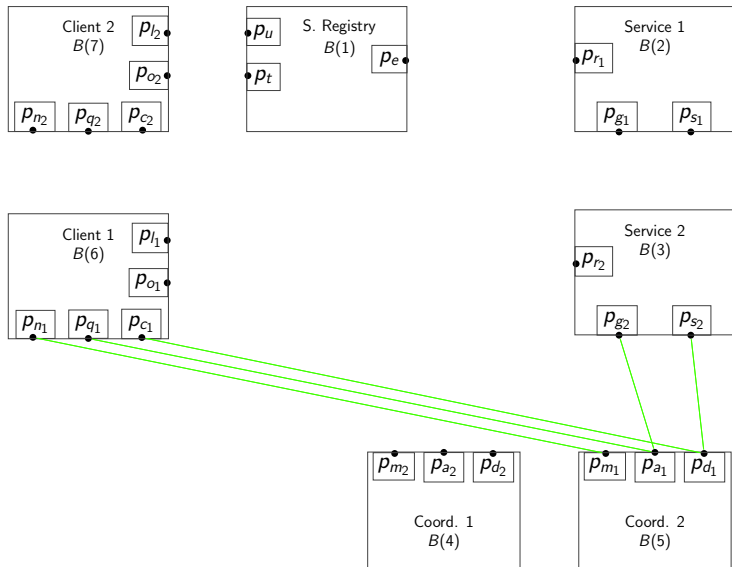 Client 2
B(7)
p_{l_2}
p_{o_2}
p_{n_2} p_{q_2} p_{c_2}
S. Registry
B(1)
p_u
p_t
p_e
Service 1
B(2)
p_{r_1}
p_{g_1} p_{s_1}
Client 1
B(6)
p_{l_1}
p_{o_1}
p_{n_1} p_{q_1} p_{c_1}
Service 2
B(3)
p_{r_2}
p_{g_2} p_{s_2}
p_{m_2} p_{a_2} p_{d_2}
Coord. 1
B(4)
p_{m_1} p_{a_1} p_{d_1}
Coord. 2
B(5)